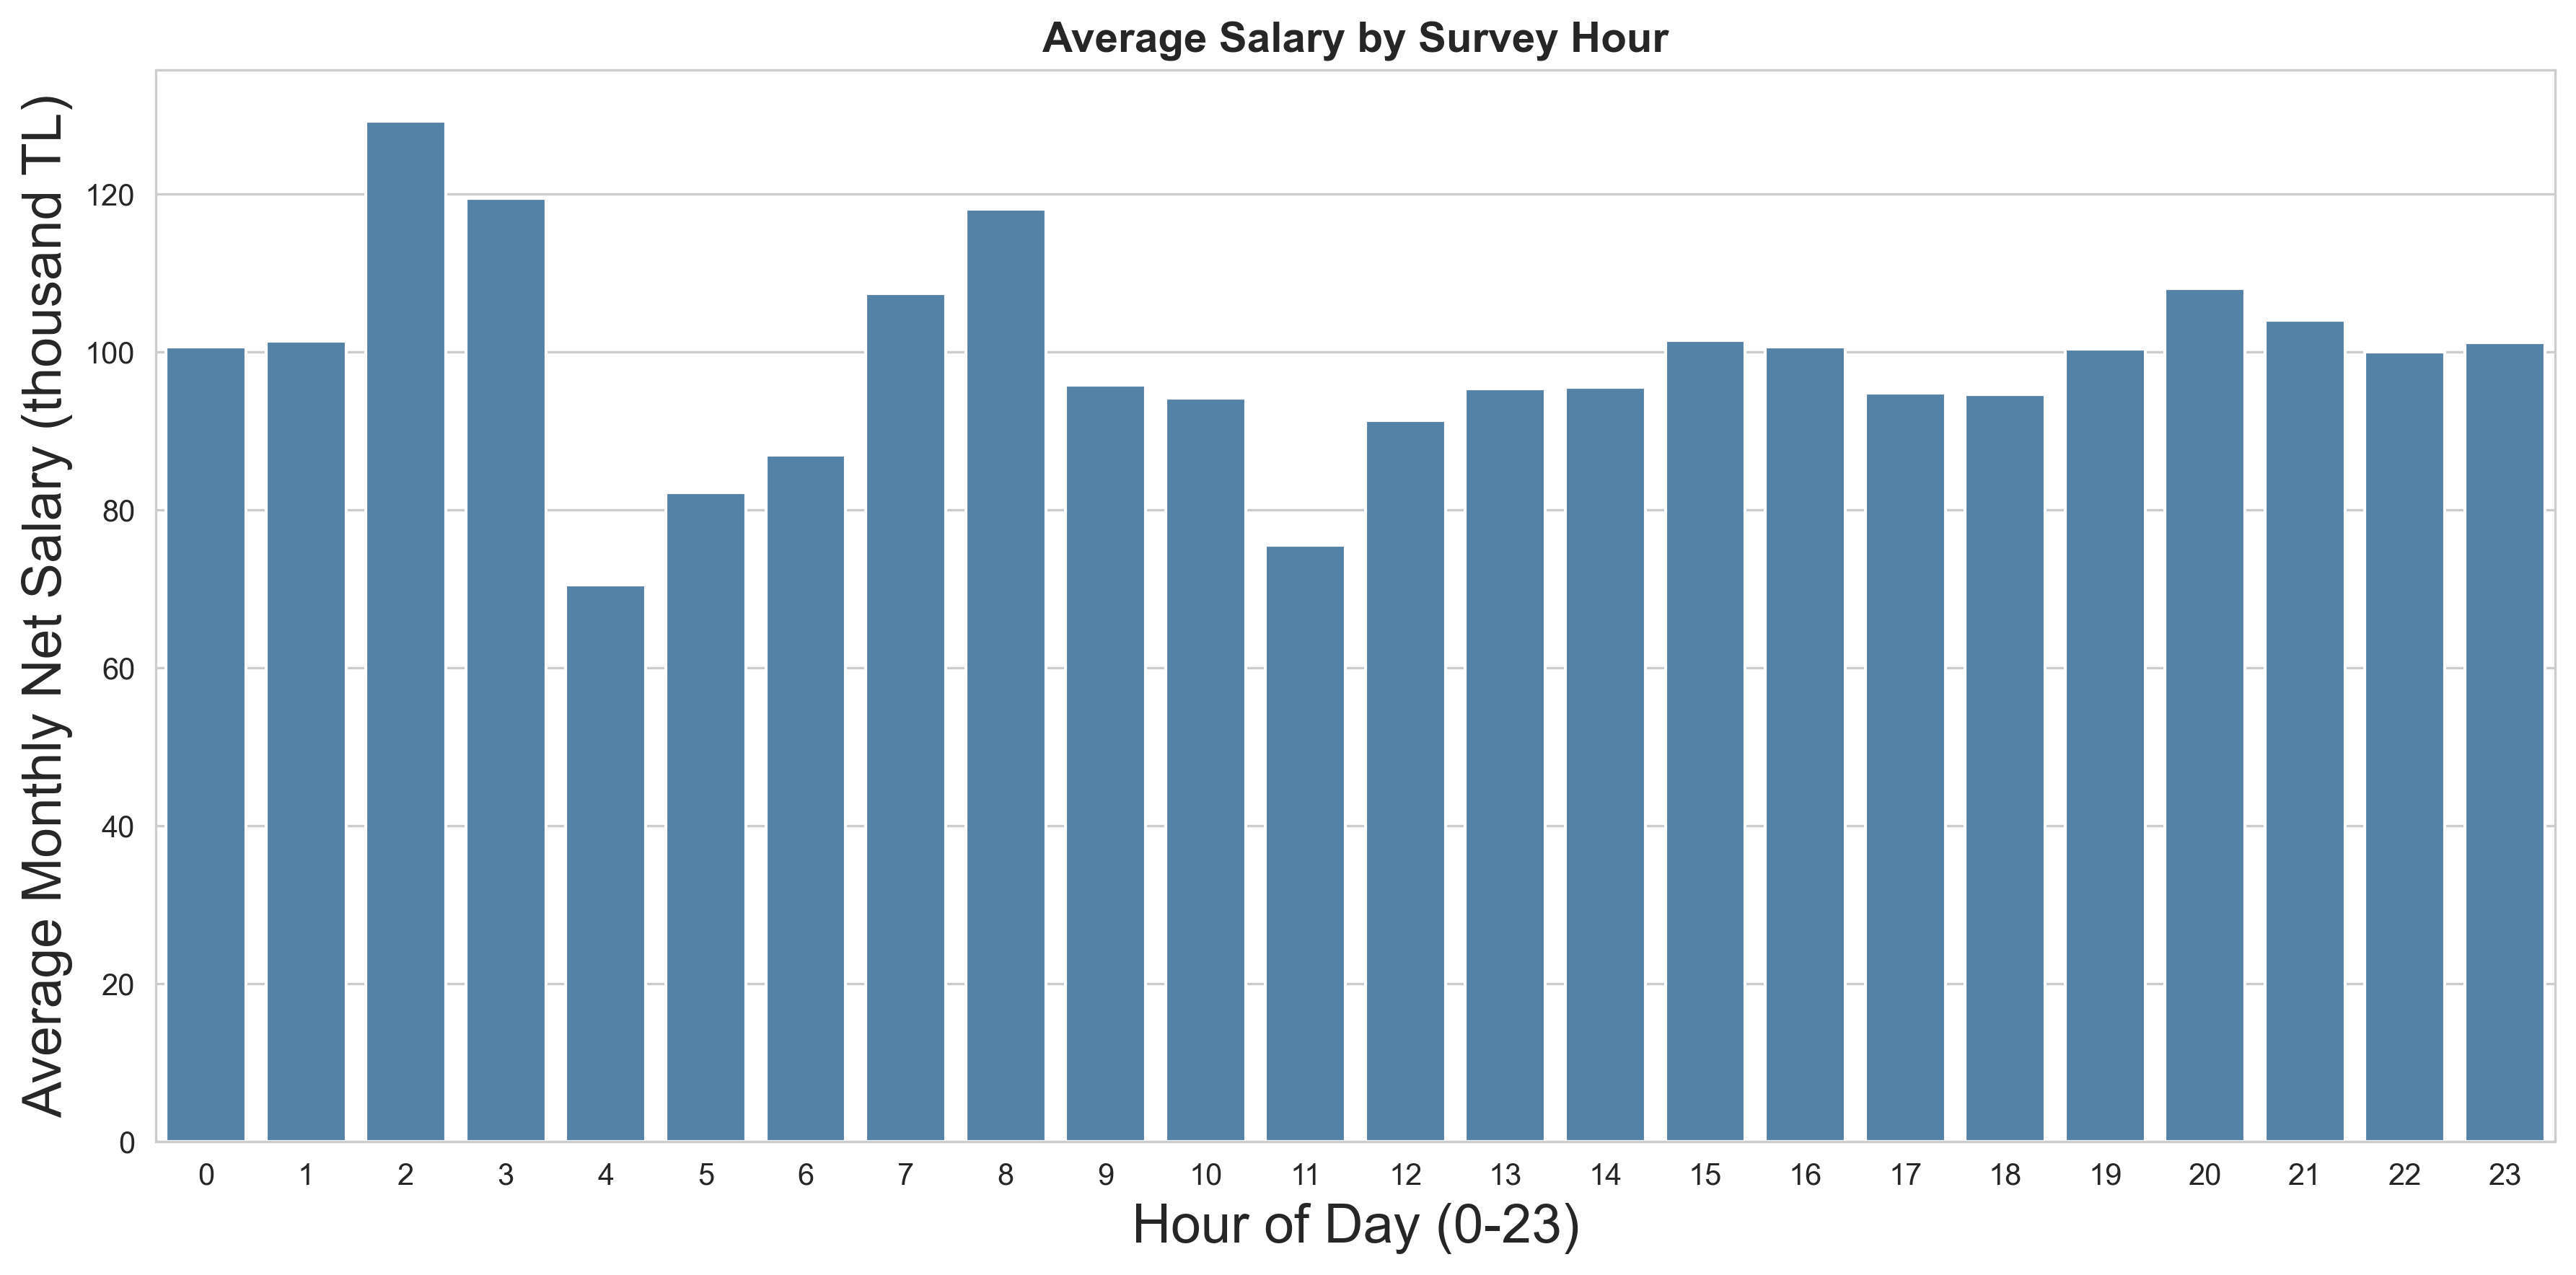 Average Salary by Survey Hour
Average Monthly Net Salary (thousand TL)
120
100
80
60
40
20
0
0 1 2 3 4 5 6 7 8 9 10 11 12 13 14 15 16 17 18 19 20 21 22 23
Hour of Day (0-23)